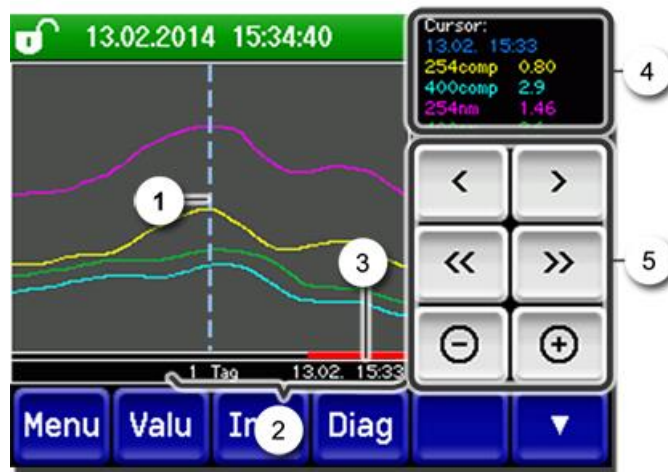 13.02.2014 15:34:40
Cursor:
13.02. 15:33
254comp 0.80
400comp 2.9
254nm 1.46
4
1
3
< >
<< >>
5
1 Tag 13.02. 15:33
Menu Valu Diag ▼
2